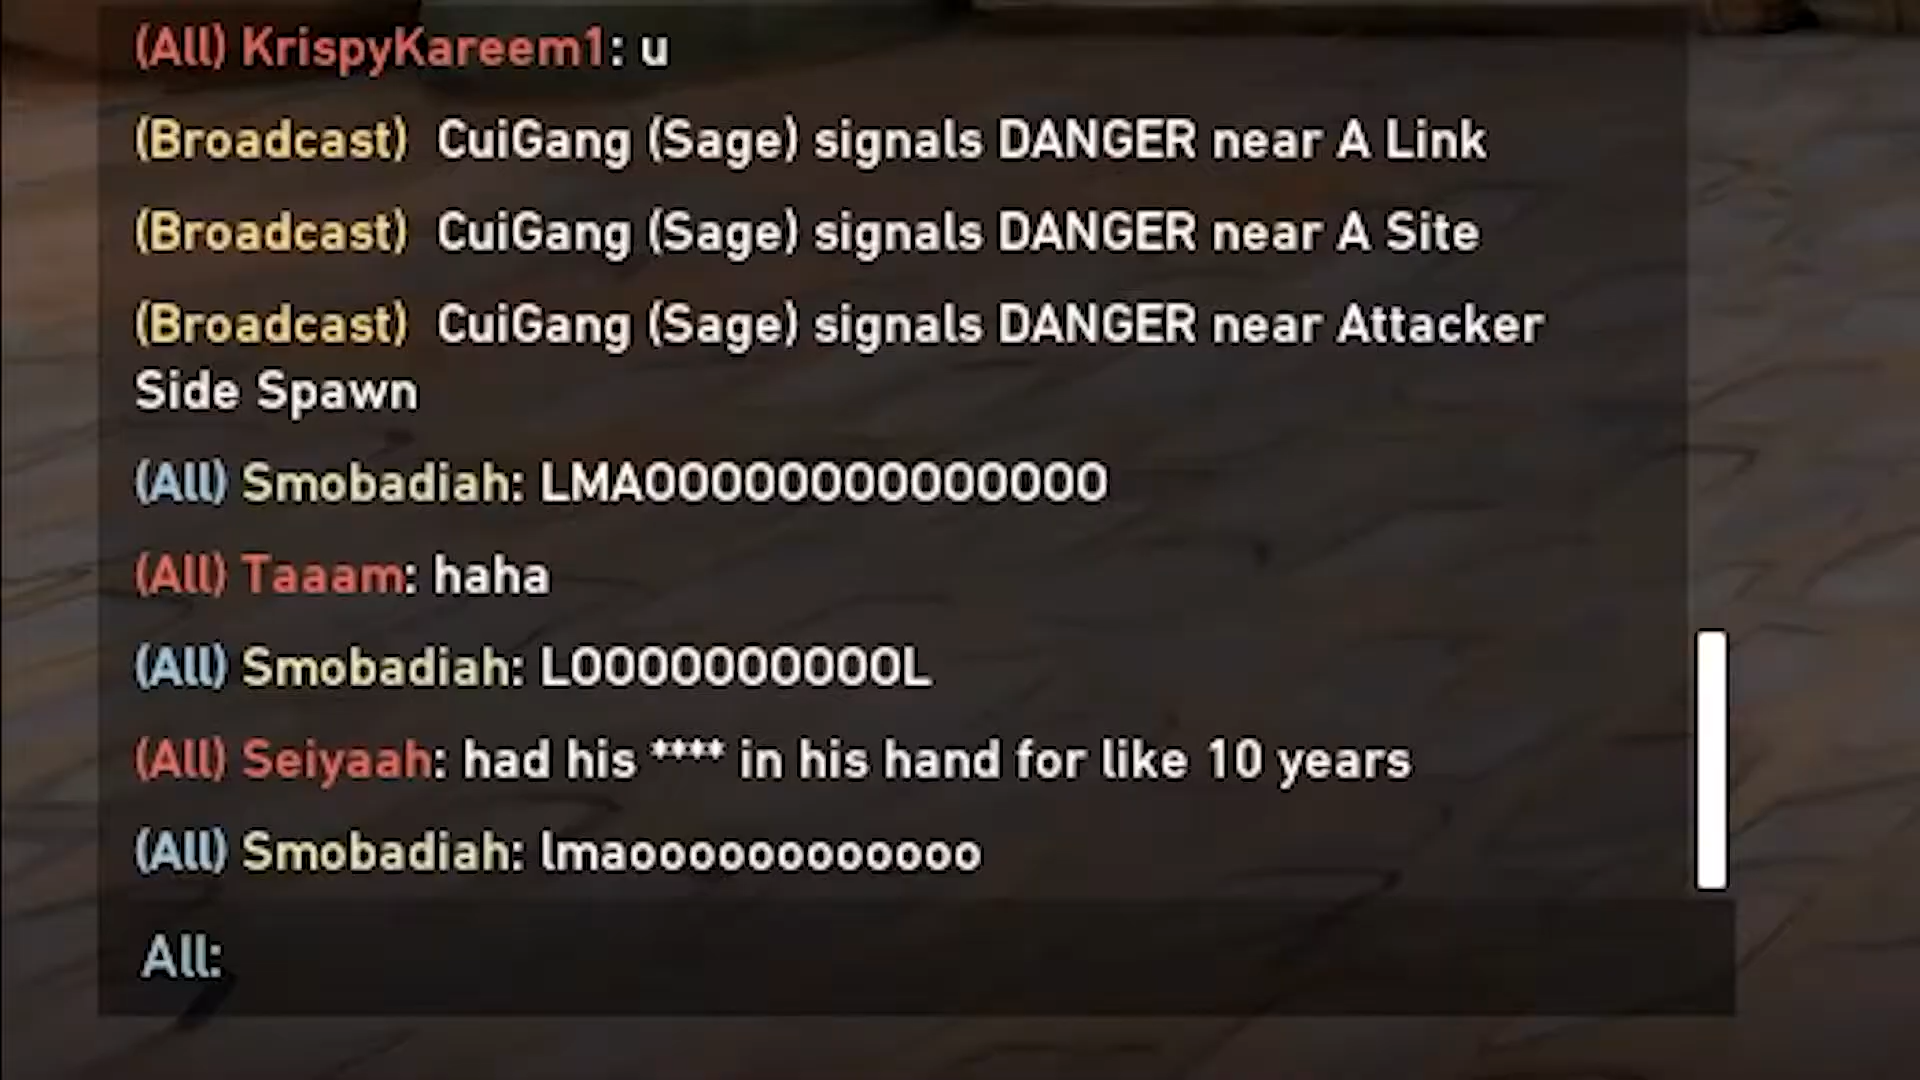 (All) KrispyKareem1: u
(Broadcast) CuiGang (Sage) signals DANGER near A Link
(Broadcast) CuiGang (Sage) signals DANGER near A Site
(Broadcast) CuiGang (Sage) signals DANGER near Attacker
Side Spawn
(All) Smobadiah: LMAOOOOOOOOOOOOOO
(All) Taaam: haha
(All) Smobadiah: LOOOOOOOOOOOL
(All) Seiyaah: had his **** in his hand for like 10 years
(All) Smobadiah: lmaooooooooooooo
All: